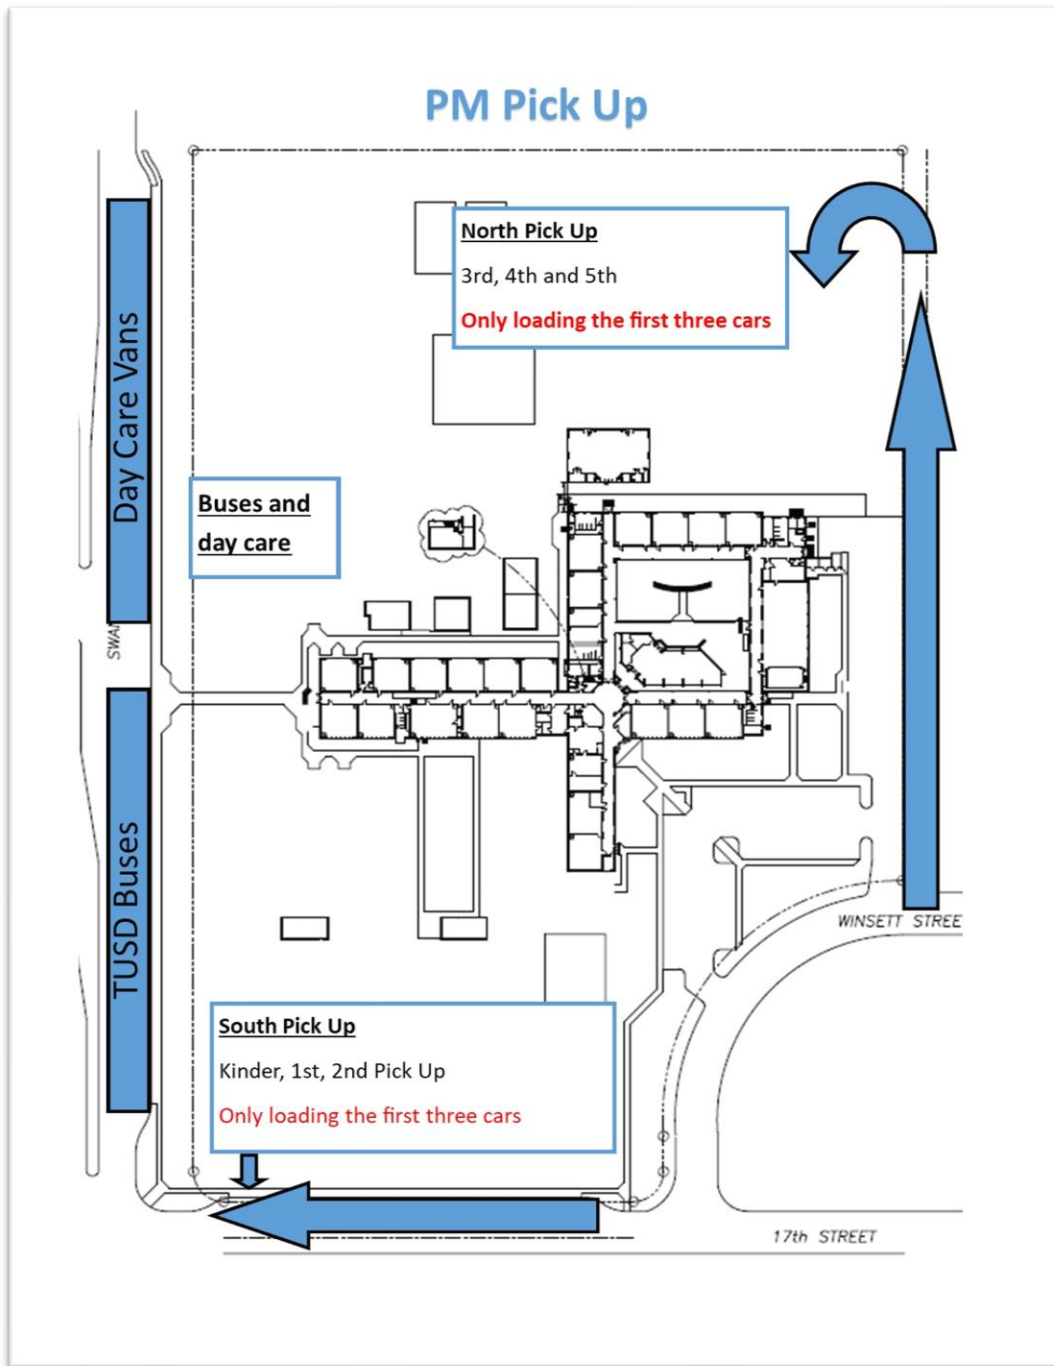 PM Pick Up
North Pick Up
3rd, 4th and 5th
Only loading the first three cars
Day Care Vans
Buses and
day care
SWA
TUSD Buses
WINSETT STREE
South Pick Up
Kinder, 1st, 2nd Pick Up
Only loading the first three cars
17th STREET